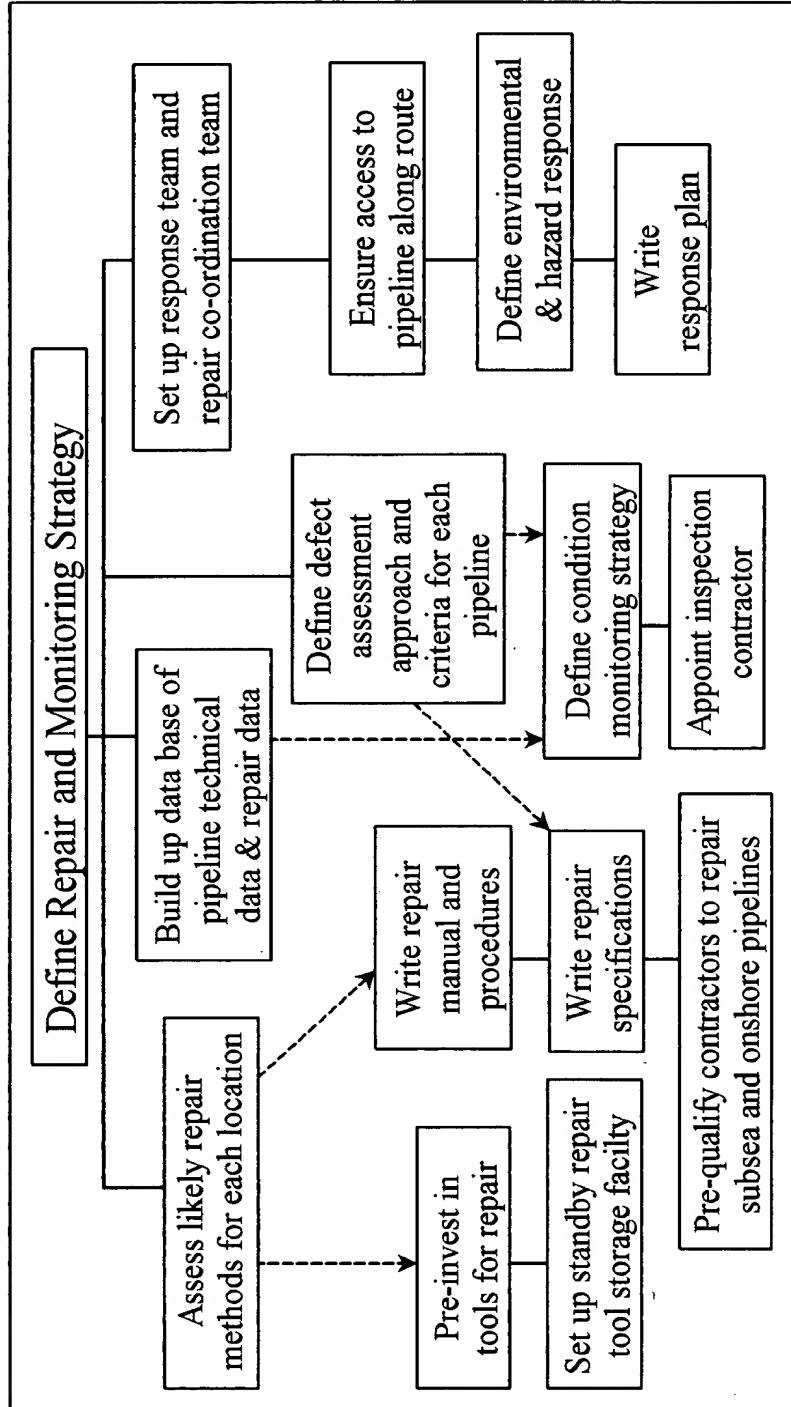 Define Repair and Monitoring Strategy
Assess likely repair
methods for each location
Build up data base of
pipeline technical
data & repair data
Define defect
assessment
approach and
criteria for each
pipeline
Set up response team and
repair co-ordination team
Pre-invest in
tools for repair
Set up standby repair
tool storage facilty
Write repair
manual and
procedures
Write repair
specifications
Pre-qualify contractors to repair
subsea and onshore pipelines
Define condition
monitoring strategy
Appoint inspection
contractor
Ensure access to
pipeline along route
Define environmental
& hazard response
Write
response plan